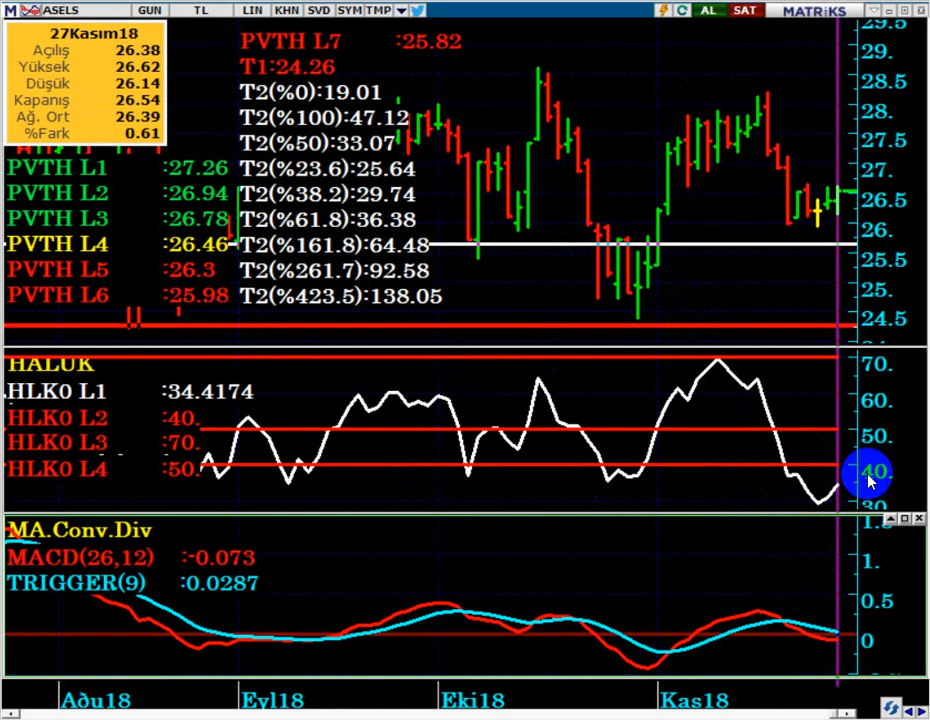 M ASELS GUN TL LIN KHN SVD SYM TMP AL SAT MATRiKS
27Kasım18
Açılış 26.38
Yüksek 26.62
Düşük 26.14
Kapanış 26.54
Ağ. Ort 26.39
%Fark 0.61
PVTH L1 :27.26
PVTH L2 :26.94
PVTH L3 :26.78
PVTH L4 :26.46
PVTH L5 :26.3
PVTH L6 :25.98
PVTH L7 :25.82
T1:24.26
T2(%0):19.01
T2(%100):47.12
T2(%50):33.07
T2(%23.6):25.64
T2(%38.2):29.74
T2(%61.8):36.38
T2(%161.8):64.48
T2(%261.7):92.58
T2(%423.5):138.05
29.5
29.
28.5
28.
27.5
27.
26.5
26.
25.5
25.
24.5
HALUK
HLK0 L1 :34.4174
HLK0 L2 :40.
HLK0 L3 :70.
HLK0 L4 :50.
70.
60.
50.
40.
30
MA.Conv.Div
MACD(26,12) :-0.073
TRIGGER(9) :0.0287
1.5
1.
0.5
0
Aðu18 Eyl18 Eki18 Kas18